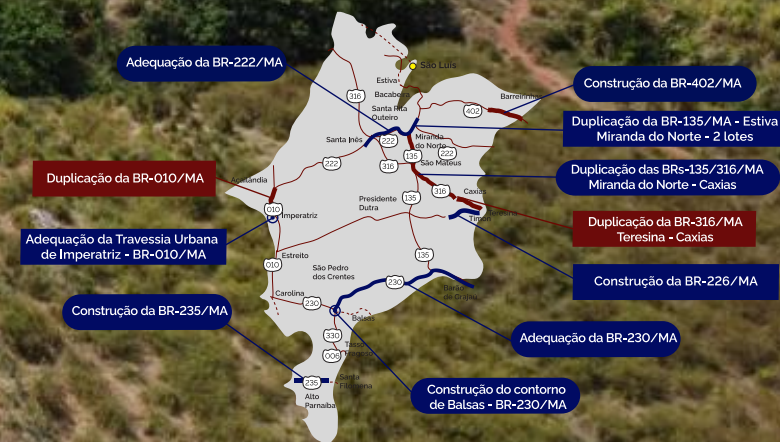 Adequação da BR-222/MA
São Luís
Estiva
Bacabeira
316
Santa Rita
Outeiro
402
Barreirinhas
Construção da BR-402/MA
Duplicação da BR-135/MA - Estiva
Miranda do Norte - 2 lotes
Santa Inês
222
Miranda
do Norte
135
222
316
São Mateus
222
Duplicação das BRs-135/316/MA
Miranda do Norte - Caxias
Duplicação da BR-010/MA
Açailândia
010
Imperatriz
Presidente
Dutra
135
316
Caxias
Timon
Teresina
Duplicação da BR-316/MA
Teresina - Caxias
Adequação da Travessia Urbana
de Imperatriz - BR-010/MA
Estreito
010
135
São Pedro
dos Crentes
Construção da BR-226/MA
Carolina
230
230
Barão
de Grajaú
Construção da BR-235/MA
Balsas
330
Tasso
Fragoso
006
Adequação da BR-230/MA
235
Santa
Filomena
Alto
Parnaíba
Construção do contorno
de Balsas - BR-230/MA